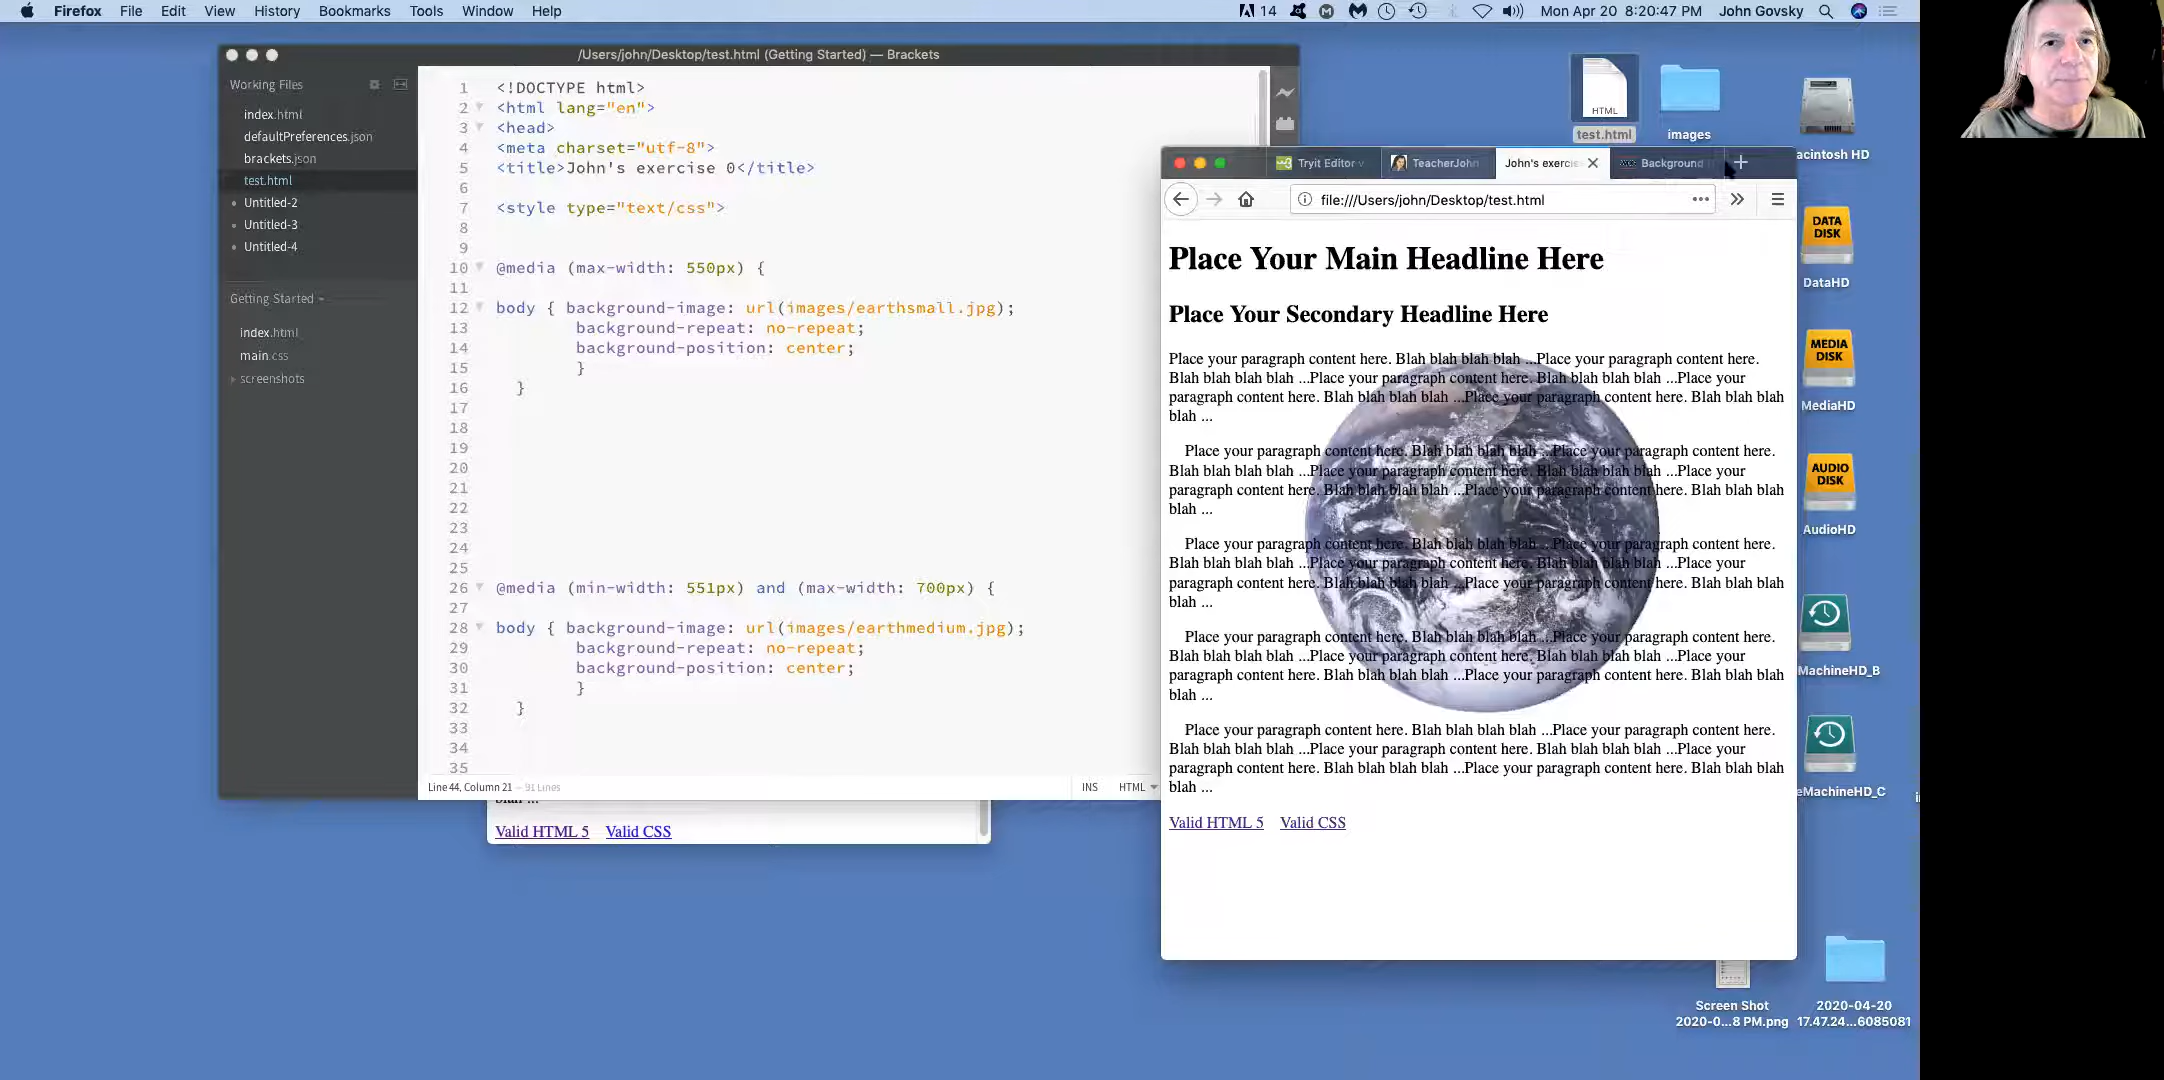 Firefox File Edit View History Bookmarks Tools Window Help
14 Mon Apr 20 8:20:47 PM John Govsky
/Users/john/Desktop/test.html (Getting Started) — Brackets
Working Files
index.html
defaultPreferences.json
brackets.json
test.html
Untitled-2
Untitled-3
Untitled-4
Getting Started
index.html
main.css
screenshots
1 <!DOCTYPE html>
2 <html lang="en">
3 <head>
4 <meta charset="utf-8">
5 <title>John's exercise 0</title>
6
7 <style type="text/css">
8
9
10 @media (max-width: 550px) {
11
12 body { background-image: url(images/earthsmall.jpg);
13 background-repeat: no-repeat;
14 background-position: center;
15 }
16 }
17
18
19
20
21
22
23
24
25
26 @media (min-width: 551px) and (max-width: 700px) {
27
28 body { background-image: url(images/earthmedium.jpg);
29 background-repeat: no-repeat;
30 background-position: center;
31 }
32 }
33
34
35
Line 44, Column 21 — 91 Lines
INS HTML
blah ...
Valid HTML 5 Valid CSS
Tryit Editor v TeacherJohn John's exerci Background
file:///Users/john/Desktop/test.html
Place Your Main Headline Here
Place Your Secondary Headline Here
Place your paragraph content here. Blah blah blah blah ...Place your paragraph content here.
Blah blah blah blah ...Place your paragraph content here. Blah blah blah blah ...Place your
paragraph content here. Blah blah blah blah ...Place your paragraph content here. Blah blah blah
blah ...
Place your paragraph content here. Blah blah blah blah ...Place your paragraph content here.
Blah blah blah blah ...Place your paragraph content here. Blah blah blah blah ...Place your
paragraph content here. Blah blah blah blah ...Place your paragraph content here. Blah blah blah
blah ...
Place your paragraph content here. Blah blah blah blah ...Place your paragraph content here.
Blah blah blah blah ...Place your paragraph content here. Blah blah blah blah ...Place your
paragraph content here. Blah blah blah blah ...Place your paragraph content here. Blah blah blah
blah ...
Place your paragraph content here. Blah blah blah blah ...Place your paragraph content here.
Blah blah blah blah ...Place your paragraph content here. Blah blah blah blah ...Place your
paragraph content here. Blah blah blah blah ...Place your paragraph content here. Blah blah blah
blah ...
Place your paragraph content here. Blah blah blah blah ...Place your paragraph content here.
Blah blah blah blah ...Place your paragraph content here. Blah blah blah blah ...Place your
paragraph content here. Blah blah blah blah ...Place your paragraph content here. Blah blah blah
blah ...
Valid HTML 5 Valid CSS
HTML
test.html
images
acintosh HD
DATA
DISK
DataHD
MEDIA
DISK
MediaHD
AUDIO
DISK
AudioHD
MachineHD_B
eMachineHD_C
Screen Shot
2020-0...8 PM.png
2020-04-20
17.47.24...6085081